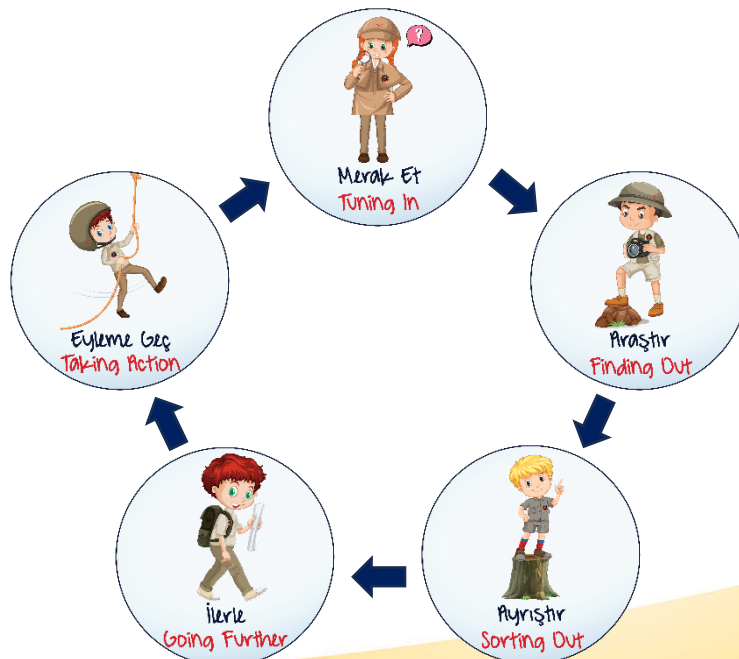 ?
Merak Et
Tuning In
Araştır
Finding Out
Ayrıştır
Sorting Out
İlerle
Going Further
Eyleme Geç
Taking Action